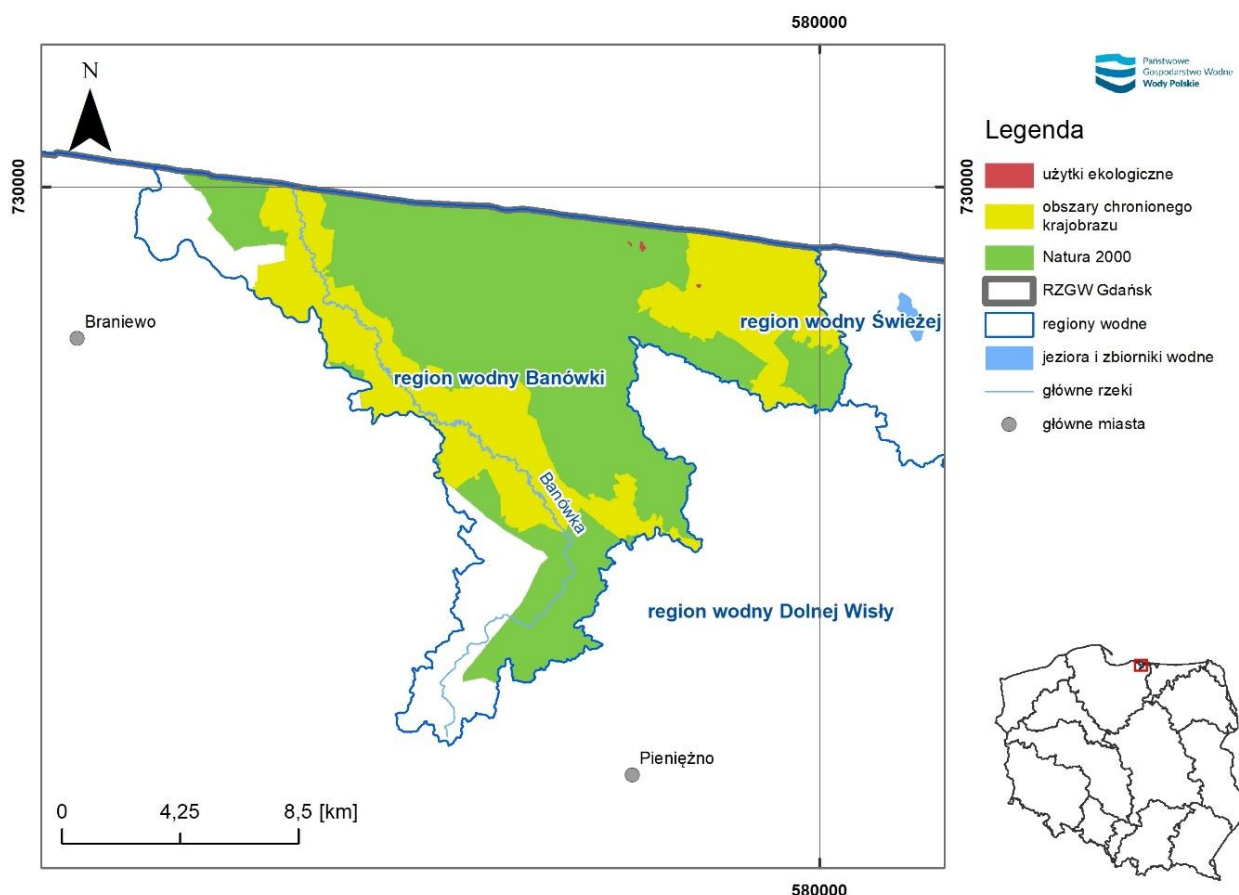 580000
N
730000
730000
Braniewo
region wodny Świeżej
region wodny Banówki
Banówka
region wodny Dolnej Wisły
Pieniężno
0 4,25 8,5 [km]
580000
Państwowe
Gospodarstwo Wodne
Wody Polskie
Legenda
użytki ekologiczne
obszary chronionego
krajobrazu
Natura 2000
RZGW Gdańsk
regiony wodne
jeziora i zbiorniki wodne
główne rzeki
główne miasta